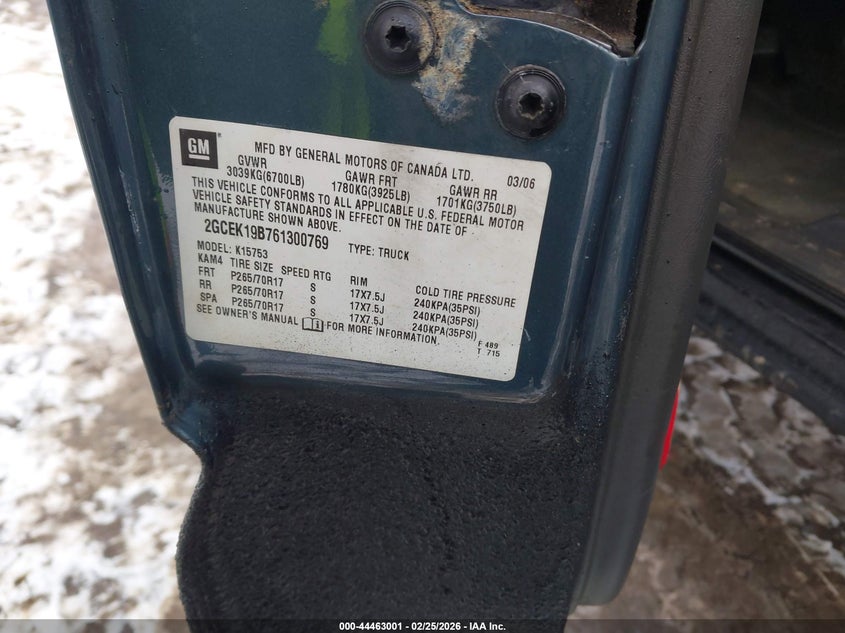 GM
MFD BY GENERAL MOTORS OF CANADA LTD. 03/06
GVWR GAWR FRT GAWR RR
3039KG(6700LB) 1780KG(3925LB) 1701KG(3750LB)
THIS VEHICLE CONFORMS TO ALL APPLICABLE U.S. FEDERAL MOTOR
VEHICLE SAFETY STANDARDS IN EFFECT ON THE DATE OF
MANUFACTURE SHOWN ABOVE.
2GCEK19B761300769 TYPE: TRUCK
MODEL: K15753
KAM4 TIRE SIZE SPEED RTG RIM COLD TIRE PRESSURE
FRT P265/70R17 S 17X7.5J 240KPA(35PSI)
RR P265/70R17 S 17X7.5J 240KPA(35PSI)
SPA P265/70R17 S 17X7.5J 240KPA(35PSI)
SEE OWNER'S MANUAL FOR MORE INFORMATION.
F 489
T 715
000-44463001 — 02/25/2026 — IAA Inc.